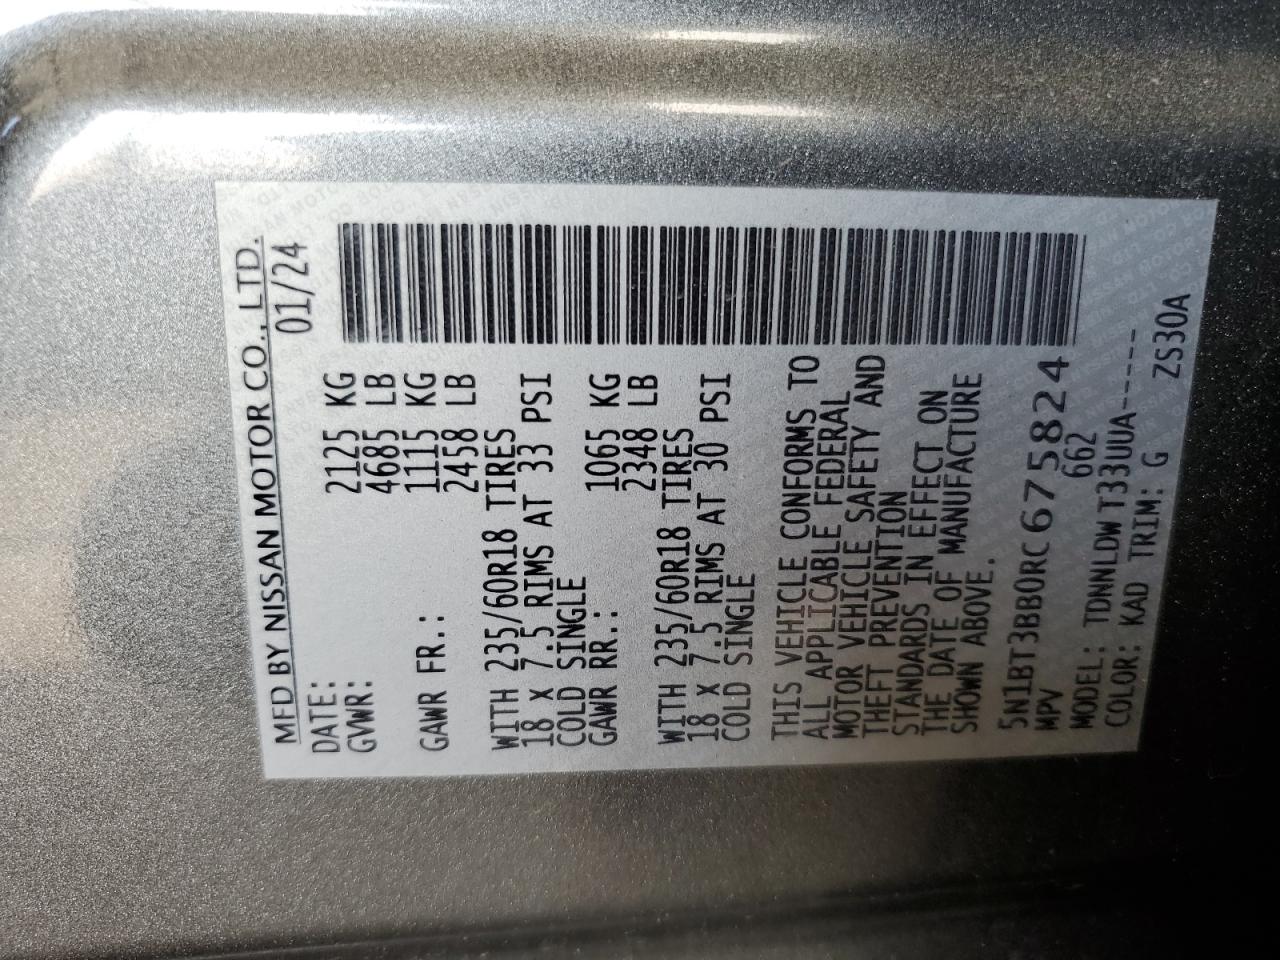 MFD BY NISSAN MOTOR CO., LTD.
DATE: 01/24
GVWR: 2125 KG
4685 LB
GAWR FR.: 1115 KG
2458 LB
WITH 235/60R18 TIRES
18 X 7.5 RIMS AT 33 PSI
COLD SINGLE
GAWR RR.: 1065 KG
2348 LB
WITH 235/60R18 TIRES
18 X 7.5 RIMS AT 30 PSI
COLD SINGLE
THIS VEHICLE CONFORMS TO
ALL APPLICABLE FEDERAL
MOTOR VEHICLE SAFETY AND
THEFT PREVENTION
STANDARDS IN EFFECT ON
THE DATE OF MANUFACTURE
SHOWN ABOVE.
5N1BT3BB0RC675824
MPV 662
MODEL: TDNNLDWT33UUA-----
COLOR: KAD TRIM: G ZS30A